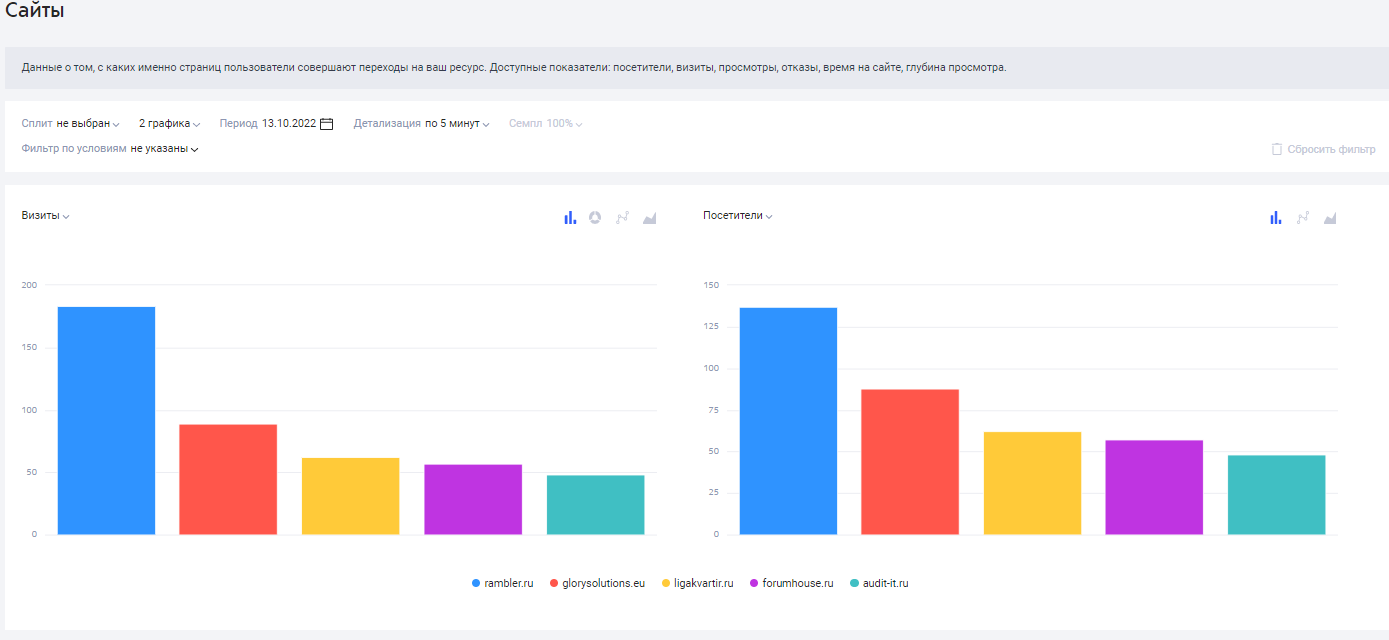 Сайты
Данные о том, с каких именно страниц пользователи совершают переходы на ваш ресурс. Доступные показатели: посетители, визиты, просмотры, отказы, время на сайте, глубина просмотра.
Сплит не выбран 2 графика Период 13.10.2022 Детализация по 5 минут Семпл 100%
Фильтр по условиям не указаны Сбросить фильтр
Визиты
200
150
100
50
0
Посетители
150
125
100
75
50
25
0
rambler.ru glorysolutions.eu ligakvartir.ru forumhouse.ru audit-it.ru